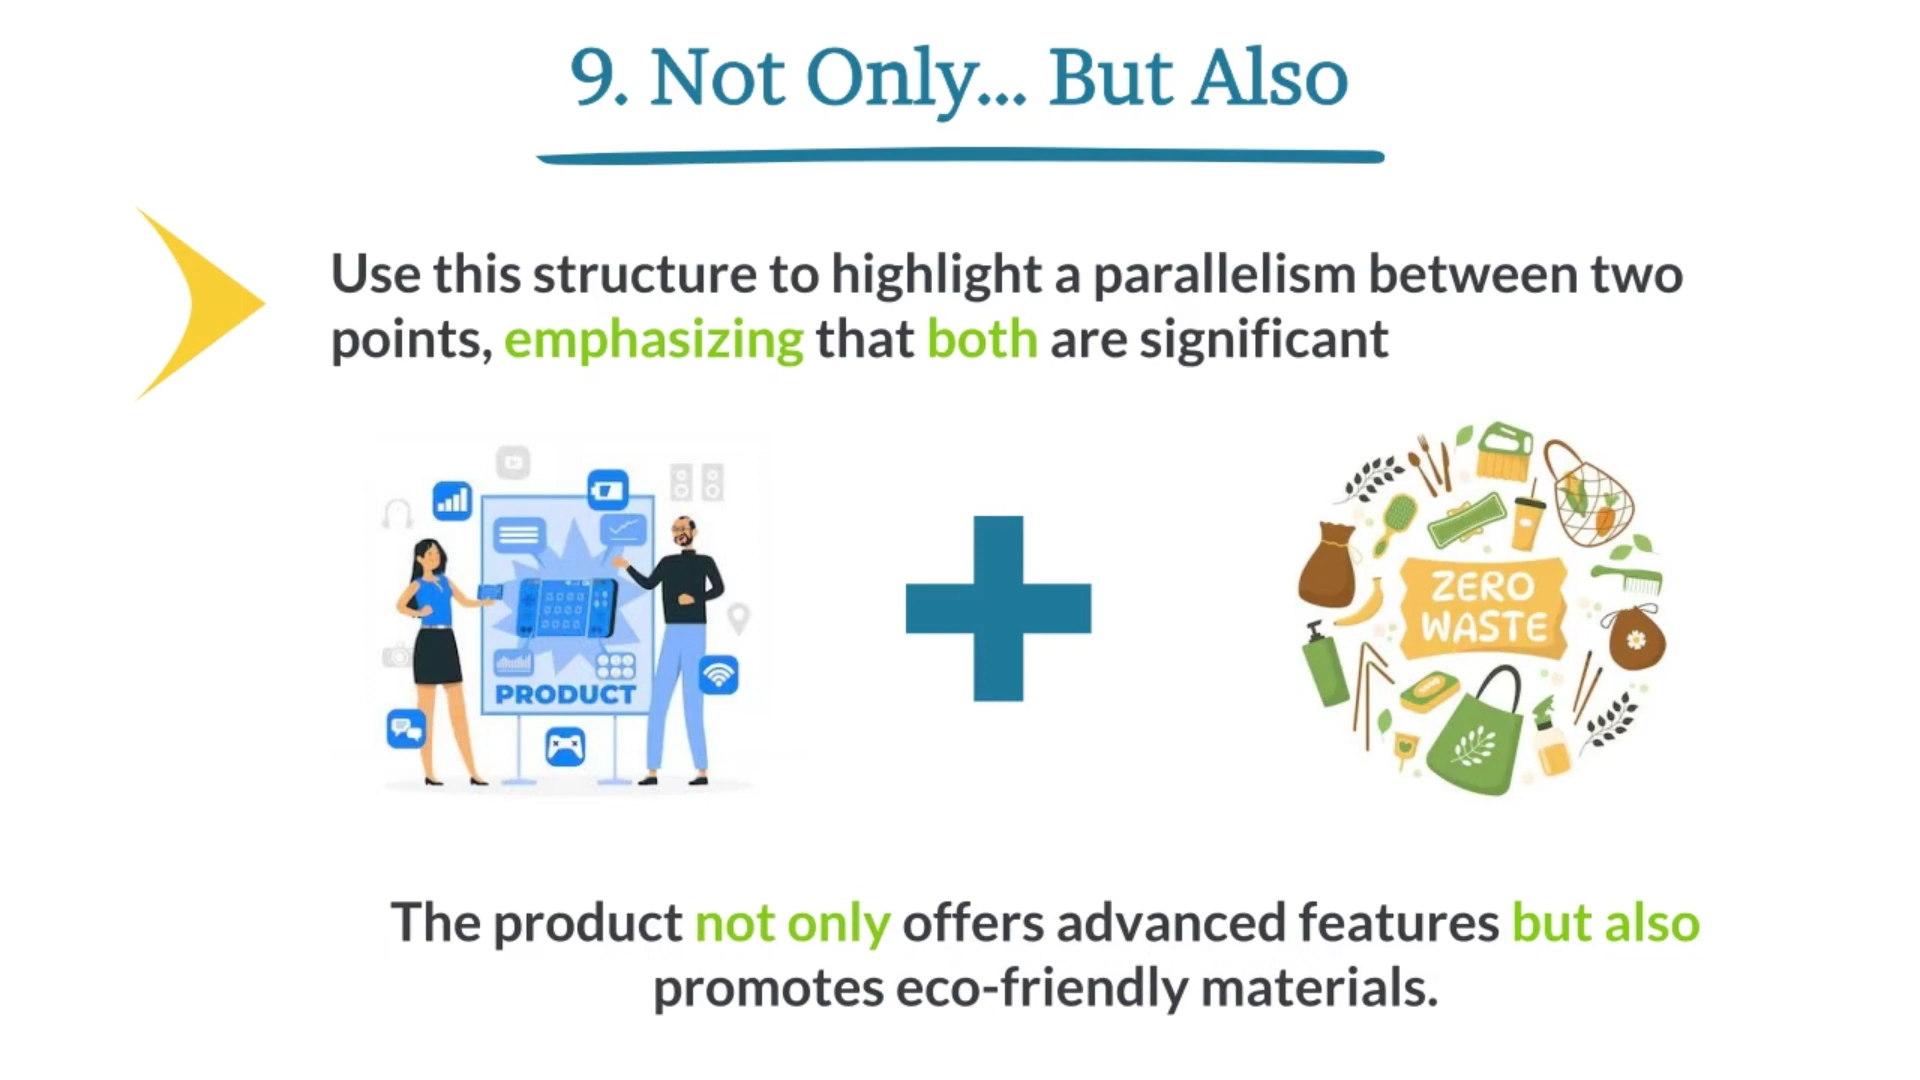 9. Not Only... But Also
Use this structure to highlight a parallelism between two
points, emphasizing that both are significant
PRODUCT
ZERO
WASTE
The product not only offers advanced features but also
promotes eco-friendly materials.